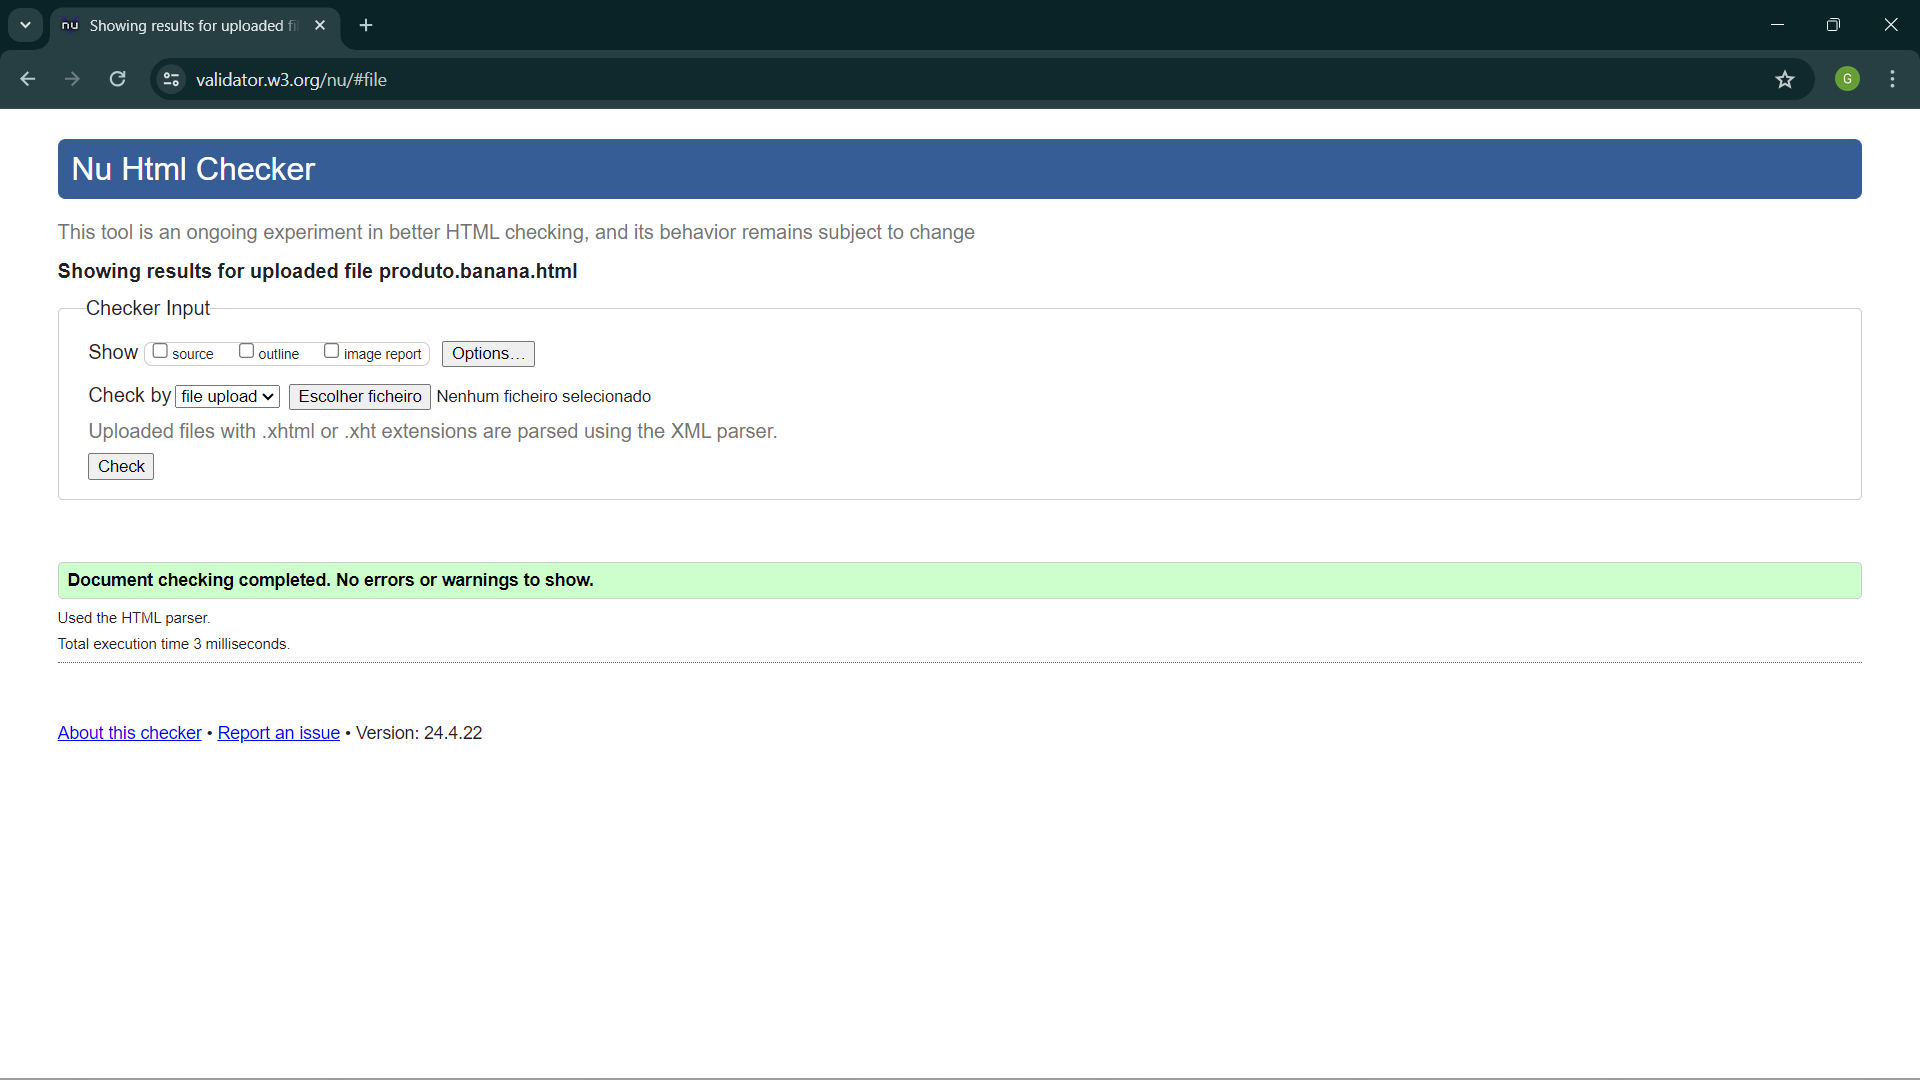 nu Showing results for uploaded fi
validator.w3.org/nu/#file
G
Nu Html Checker
This tool is an ongoing experiment in better HTML checking, and its behavior remains subject to change
Showing results for uploaded file produto.banana.html
Checker Input
Show source outline image report Options...
Check by file upload Escolher ficheiro Nenhum ficheiro selecionado
Uploaded files with .xhtml or .xht extensions are parsed using the XML parser.
Check
Document checking completed. No errors or warnings to show.
Used the HTML parser.
Total execution time 3 milliseconds.
About this checker • Report an issue • Version: 24.4.22